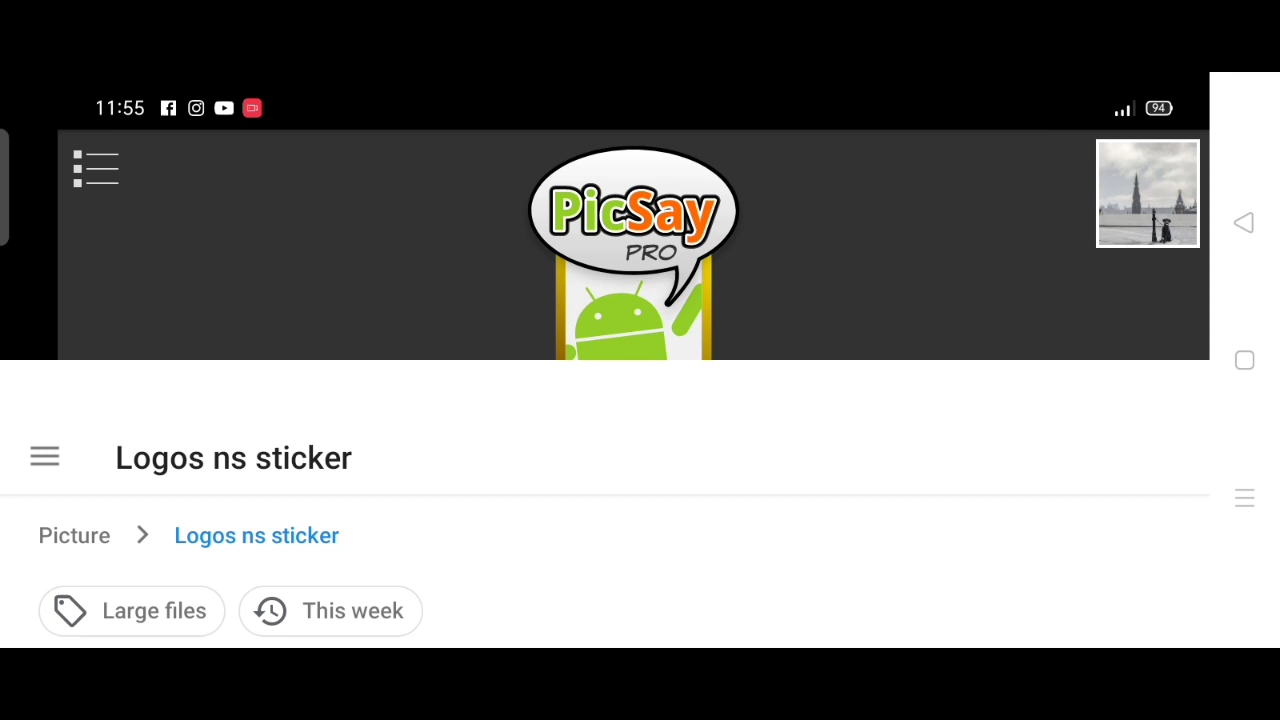 11:55
94
PicSay
PRO
Logos ns sticker
Picture > Logos ns sticker
Large files
This week